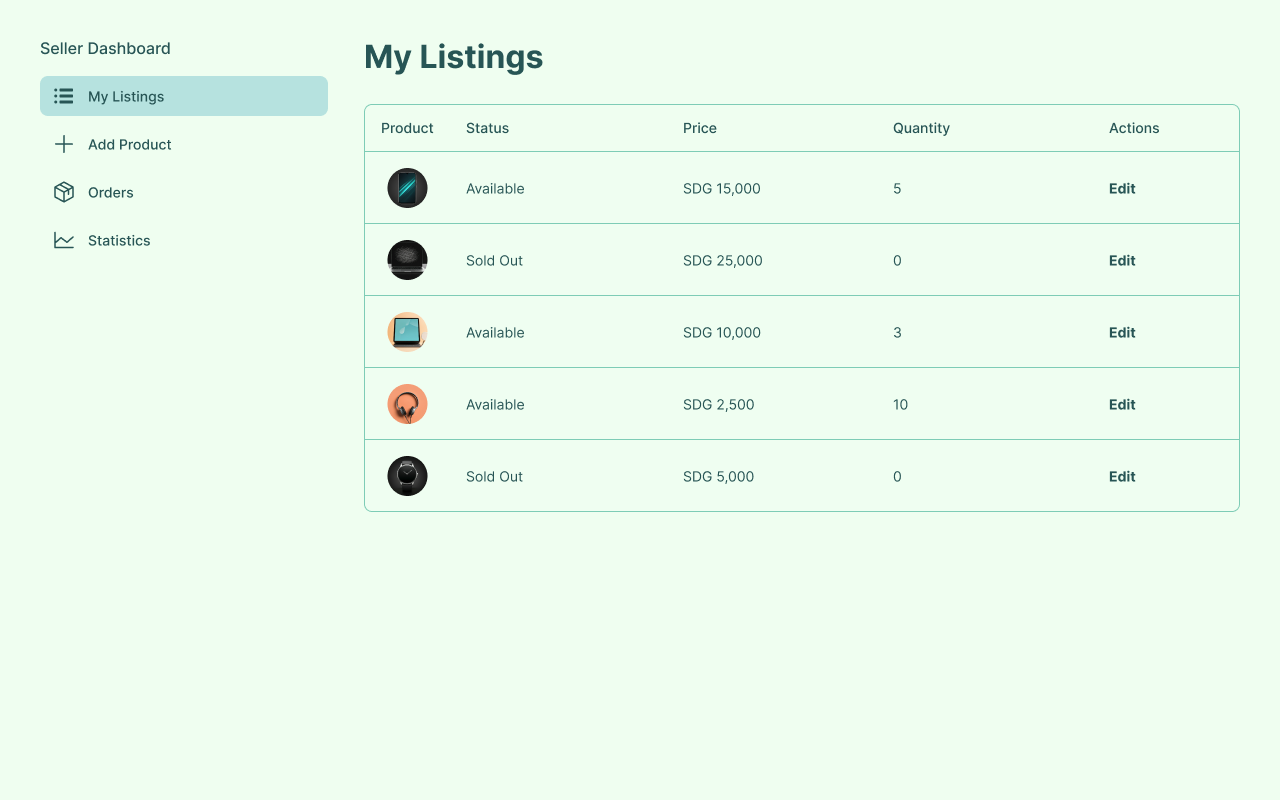 Seller Dashboard
My Listings
Add Product
Orders
Statistics
My Listings
Product Status Price Quantity Actions
Available SDG 15,000 5 Edit
Sold Out SDG 25,000 0 Edit
Available SDG 10,000 3 Edit
Available SDG 2,500 10 Edit
Sold Out SDG 5,000 0 Edit